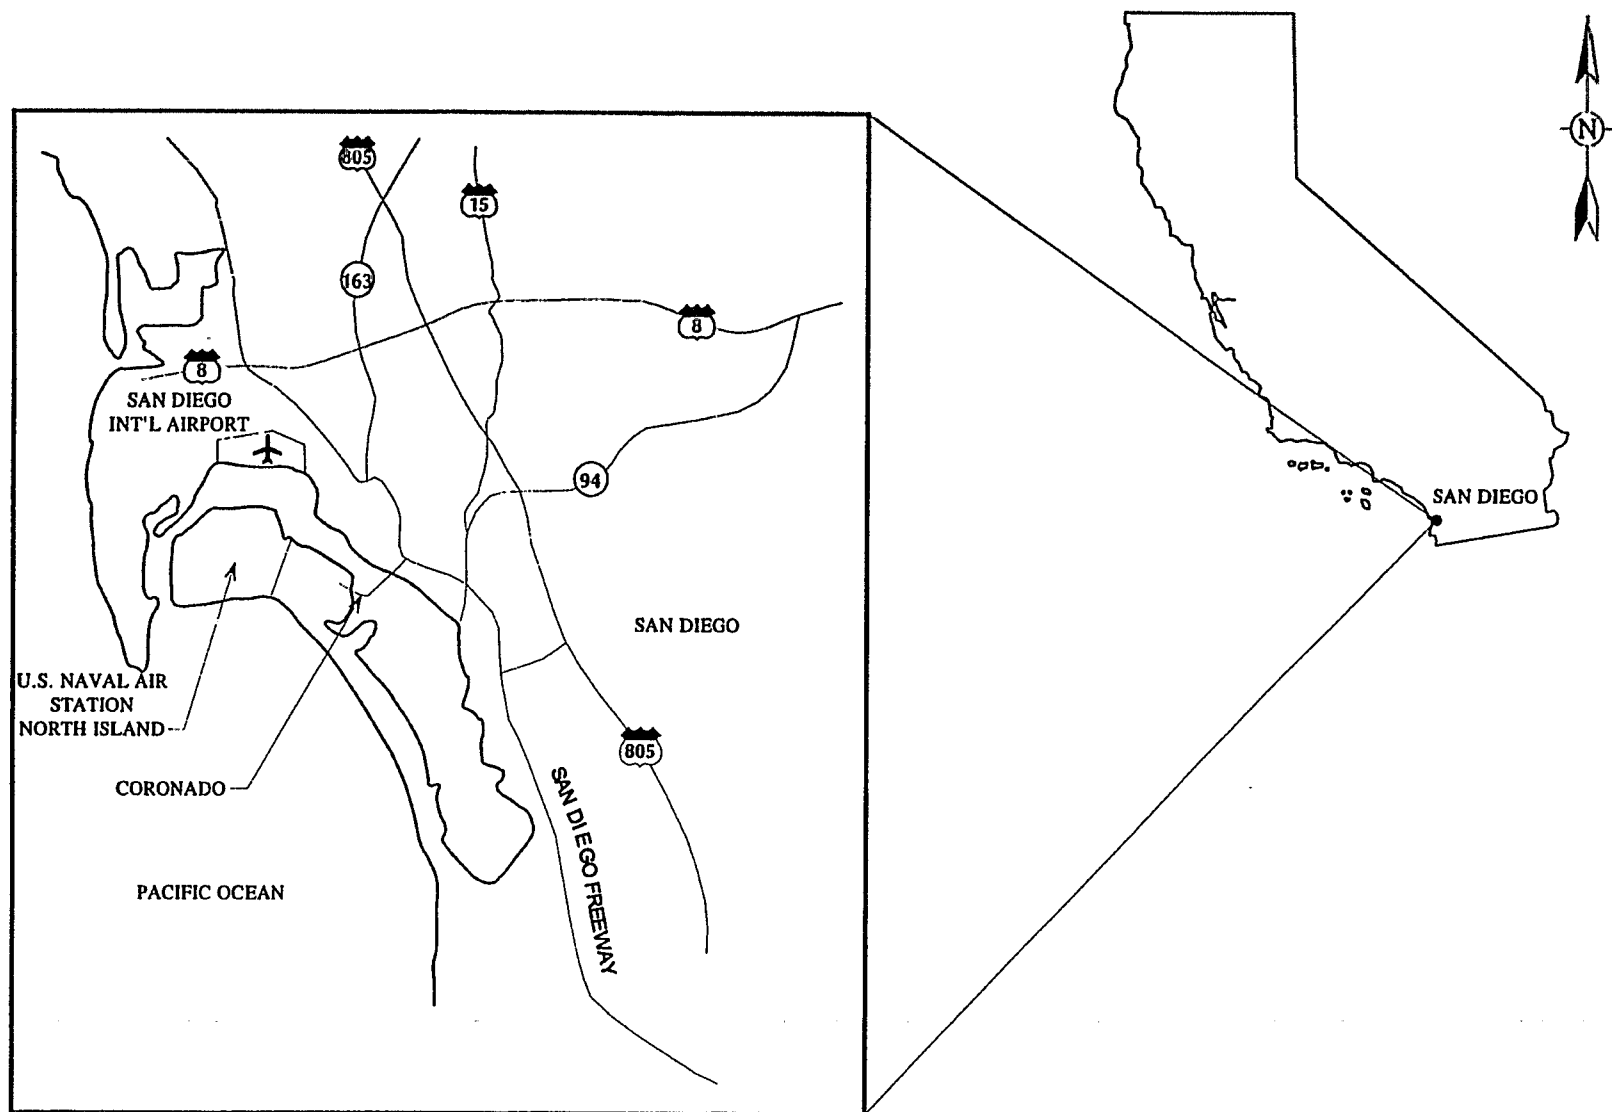 N
805
15
163
8
8
SAN DIEGO
INT'L AIRPORT
94
SAN DIEGO
SAN DIEGO
U.S. NAVAL AIR
STATION
NORTH ISLAND
805
CORONADO
SAN DIEGO FREEWAY
PACIFIC OCEAN